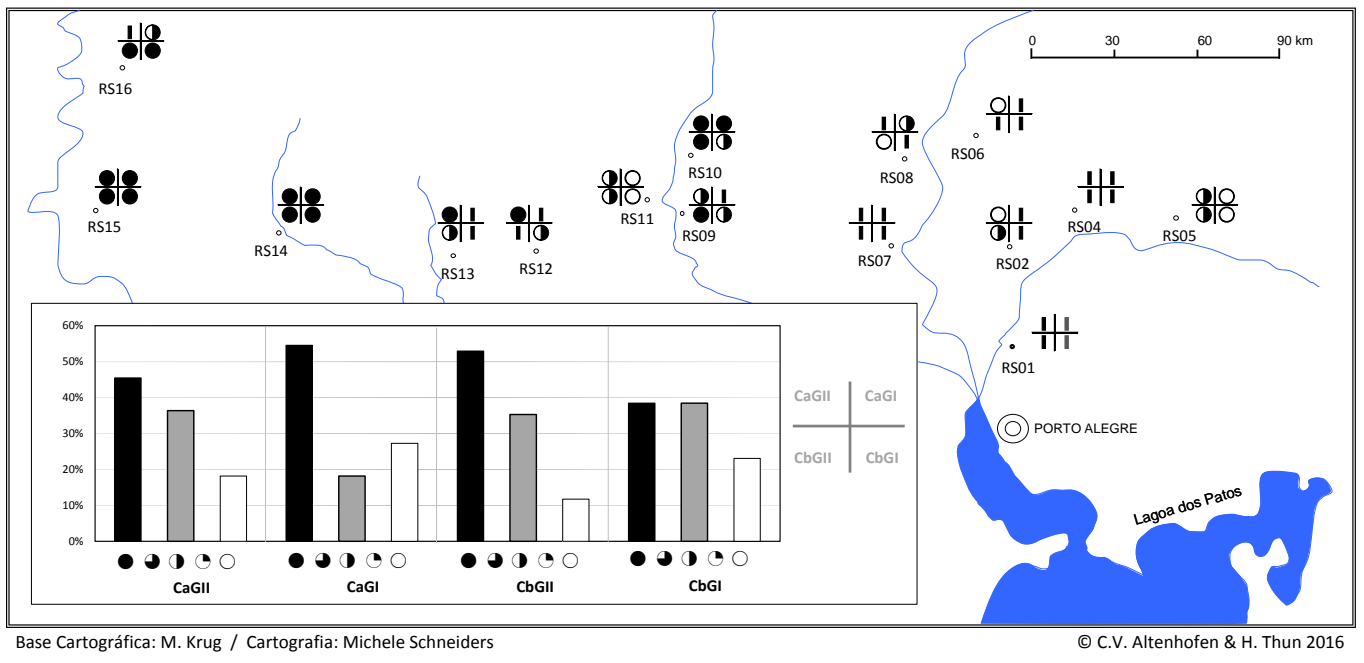 0 30 60 90 km
RS16
RS10
RS08
RS06
RS15
RS14
RS13
RS12
RS11
RS09
RS07
RS02
RS04
RS05
RS01
PORTO ALEGRE
Lagoa dos Patos
60%
50%
40%
30%
20%
10%
0%
CaGII CaGI CbGII CbGI
CaGII CaGI
CbGII CbGI
Base Cartográfica: M. Krug / Cartografia: Michele Schneiders
© C.V. Altenhofen & H. Thun 2016